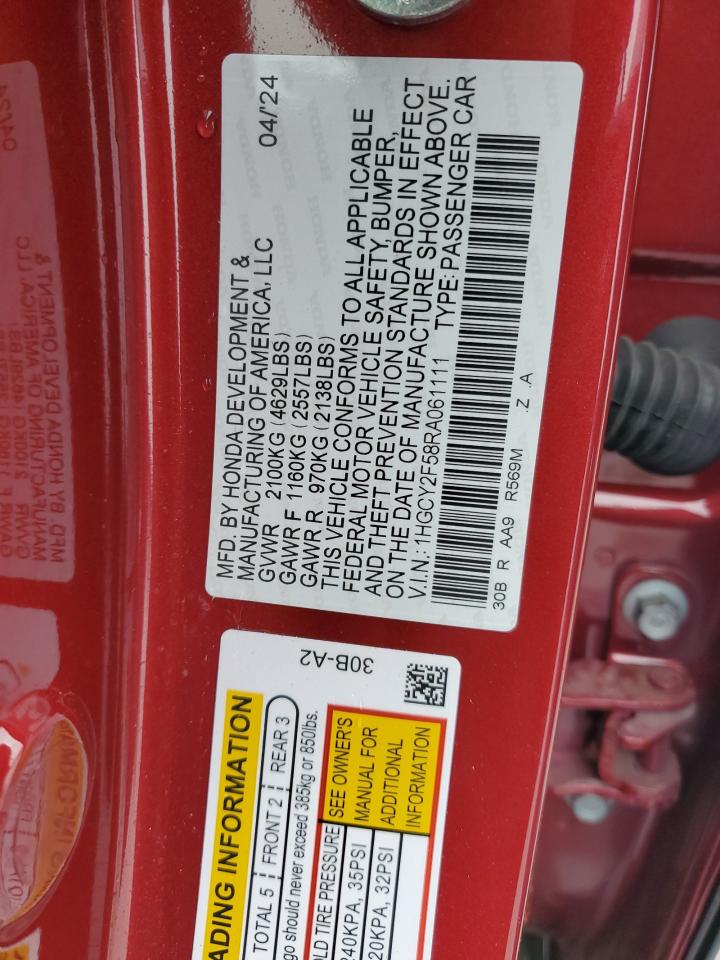 MFD. BY HONDA DEVELOPMENT &
MANUFACTURING OF AMERICA, LLC 04/'24
GVWR 2100KG (4629LBS)
GAWR F 1160KG (2557LBS)
GAWR R 970KG (2138LBS)
THIS VEHICLE CONFORMS TO ALL APPLICABLE
FEDERAL MOTOR VEHICLE SAFETY, BUMPER,
AND THEFT PREVENTION STANDARDS IN EFFECT
ON THE DATE OF MANUFACTURE SHOWN ABOVE.
V.I.N.: 1HGCY2F58RA061111 TYPE: PASSENGER CAR
30B R AA9 R569M .Z .A
ADING INFORMATION
TOTAL 5 FRONT 2 REAR 3
go should never exceed 385kg or 850lbs.
30B-A2
OLD TIRE PRESSURE
240KPA, 35PSI
20KPA, 32PSI
SEE OWNER'S
MANUAL FOR
ADDITIONAL
INFORMATION